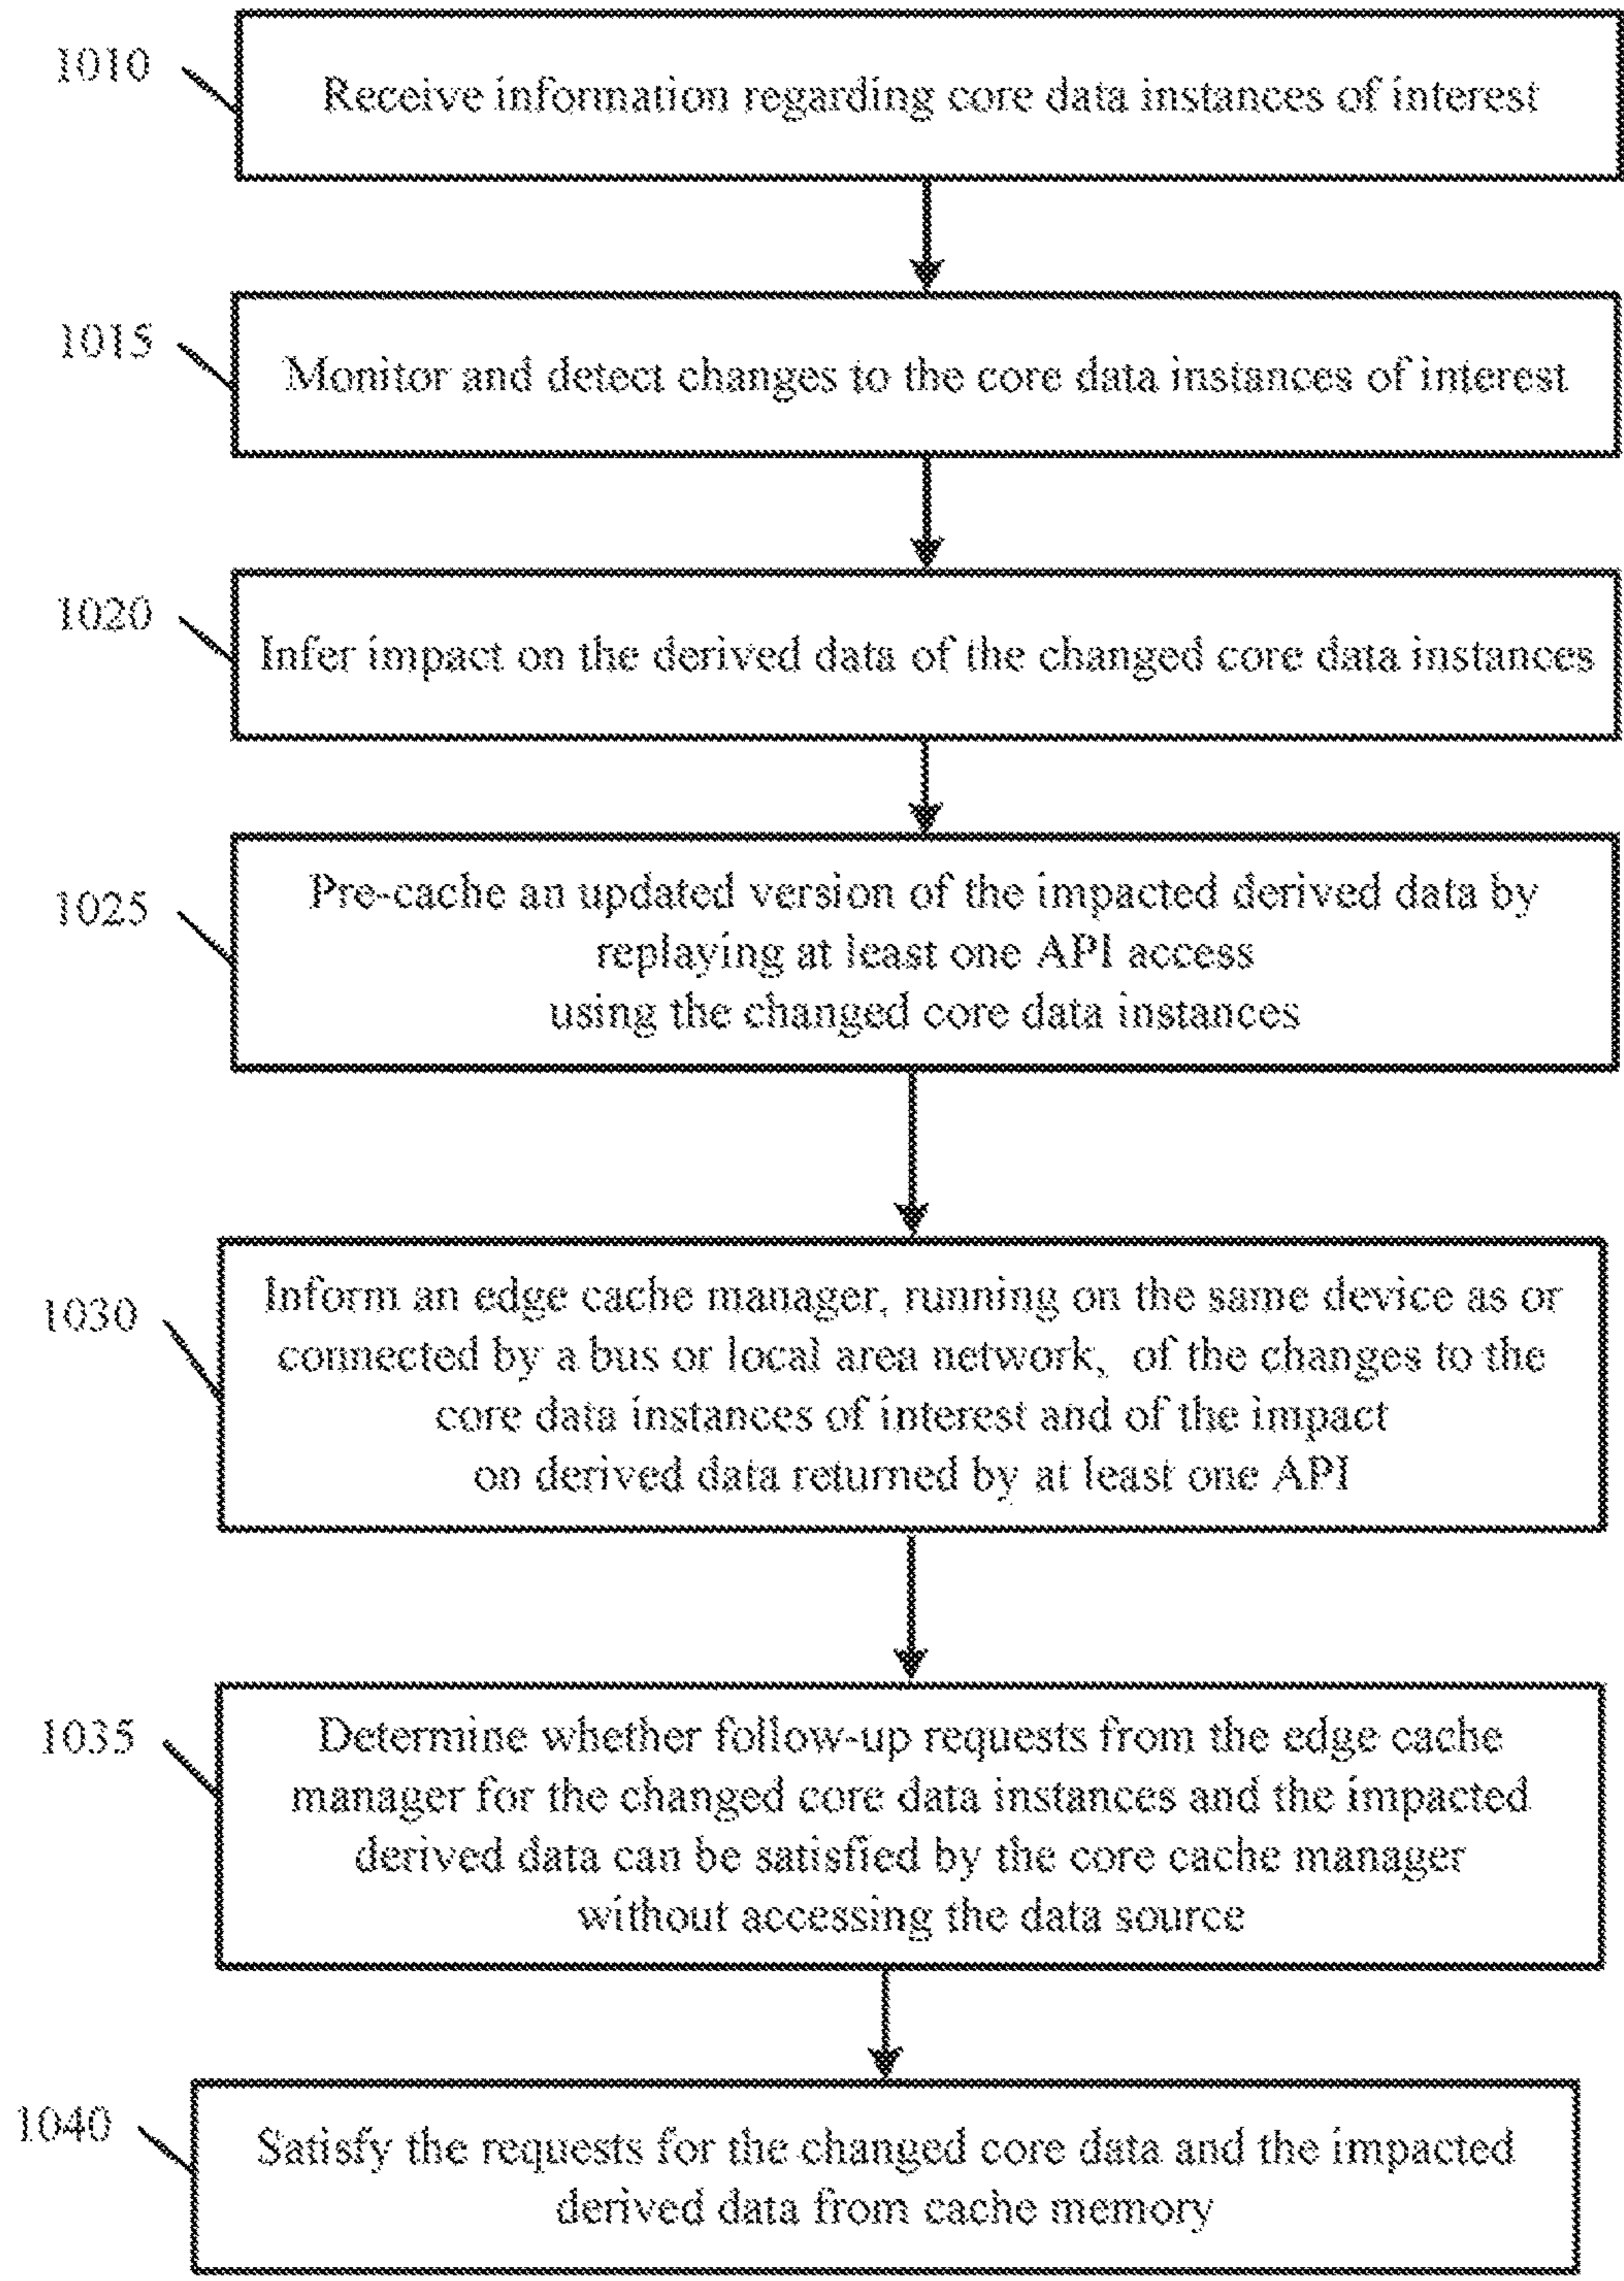 1010
Receive information regarding core data instances of interest
1015
Monitor and detect changes to the core data instances of interest
1020
Infer impact on the derived data of the changed core data instances
1025
Pre-cache an updated version of the impacted derived data by
replaying at least one API access
using the changed core data instances
1030
Inform an edge cache manager, running on the same device as or
connected by a bus or local area network, of the changes to the
core data instances of interest and of the impact
on derived data returned by at least one API
1035
Determine whether follow-up requests from the edge cache
manager for the changed core data instances and the impacted
derived data can be satisfied by the core cache manager
without accessing the data source
1040
Satisfy the requests for the changed core data and the impacted
derived data from cache memory